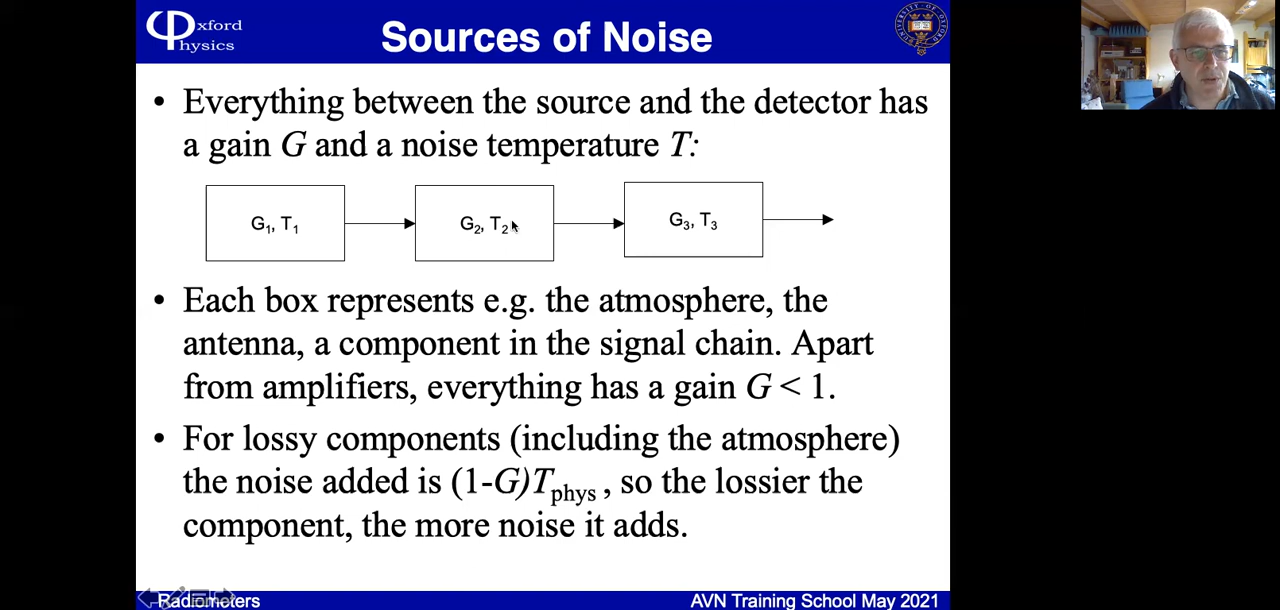 Oxford
Physics
Sources of Noise
• Everything between the source and the detector has
a gain G and a noise temperature T:
G₁, T₁
G₂, T₂
G₃, T₃
• Each box represents e.g. the atmosphere, the
antenna, a component in the signal chain. Apart
from amplifiers, everything has a gain G < 1.
• For lossy components (including the atmosphere)
the noise added is (1-G)Tphys , so the lossier the
component, the more noise it adds.
Radiometers
AVN Training School May 2021